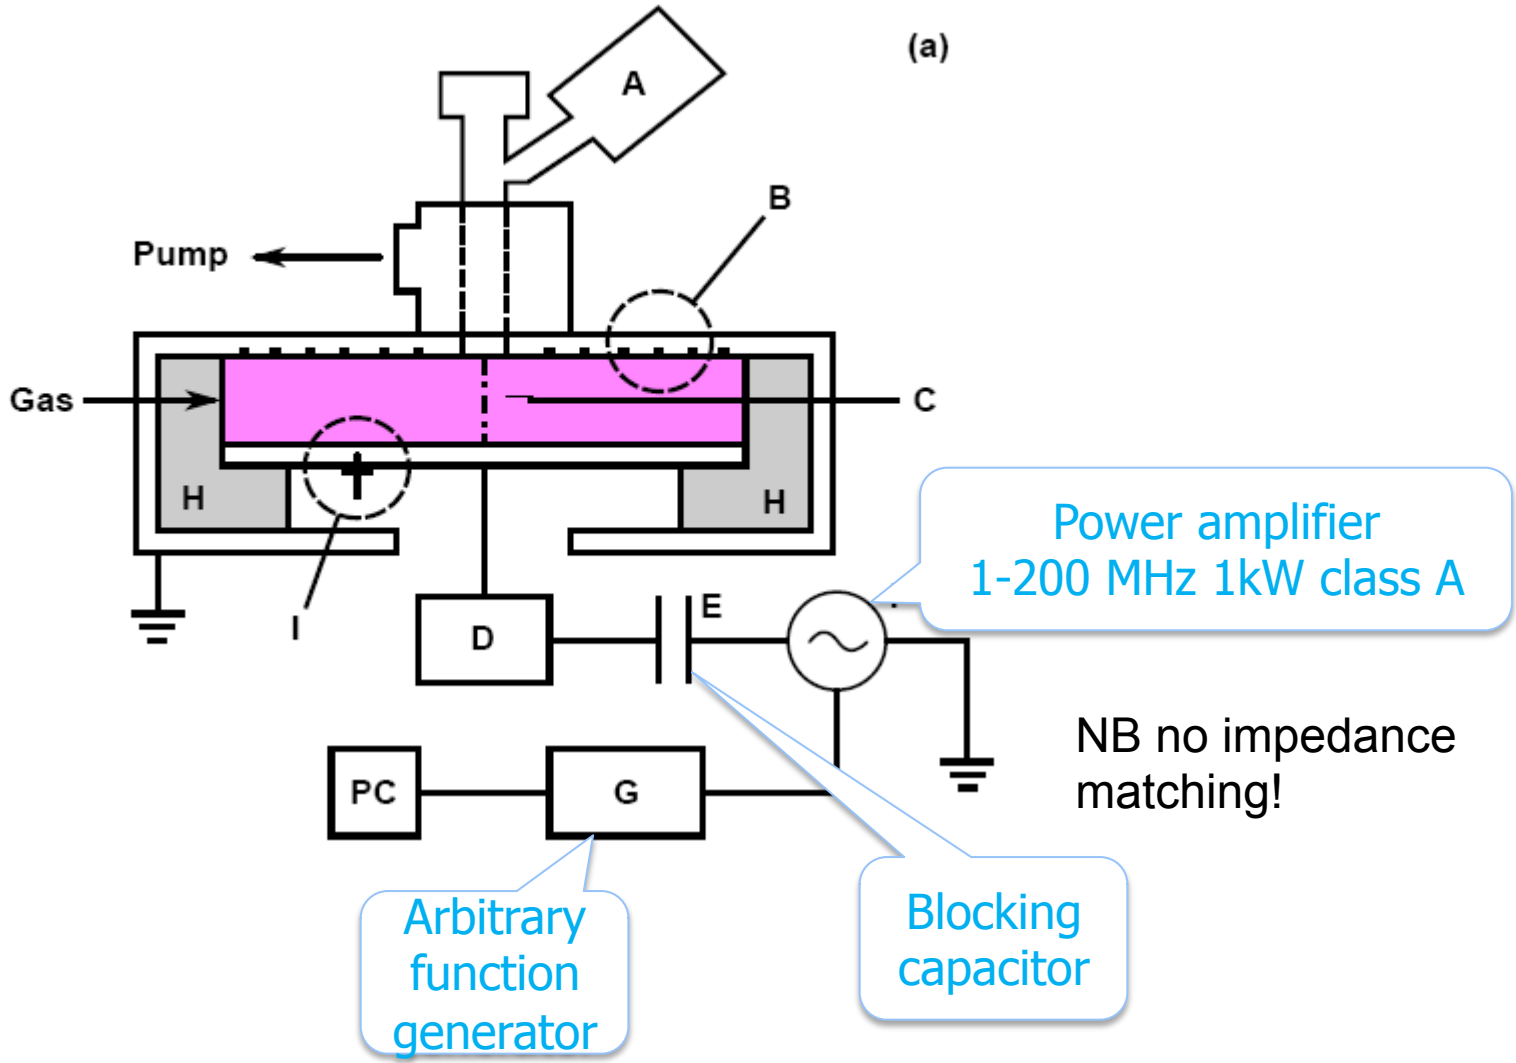 (a)
A
B
Pump
Gas
C
H
H
I
D
E
Power amplifier
1-200 MHz 1kW class A
NB no impedance
matching!
PC
G
Arbitrary
function
generator
Blocking
capacitor